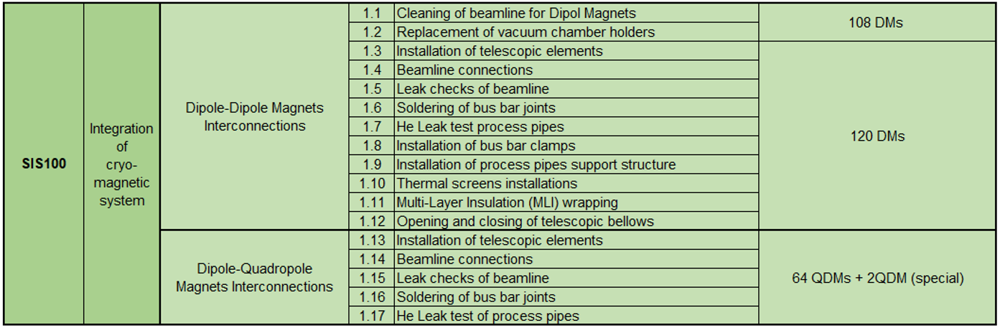 SIS100
Integration
of
cryo-
magnetic
system
Dipole-Dipole Magnets
Interconnections
1.1 Cleaning of beamline for Dipol Magnets
1.2 Replacement of vacuum chamber holders
108 DMs
1.3 Installation of telescopic elements
1.4 Beamline connections
1.5 Leak checks of beamline
1.6 Soldering of bus bar joints
1.7 He Leak test process pipes
1.8 Installation of bus bar clamps
1.9 Installation of process pipes support structure
1.10 Thermal screens installations
1.11 Multi-Layer Insulation (MLI) wrapping
1.12 Opening and closing of telescopic bellows
120 DMs
Dipole-Quadropole
Magnets Interconnections
1.13 Installation of telescopic elements
1.14 Beamline connections
1.15 Leak checks of beamline
1.16 Soldering of bus bar joints
1.17 He Leak test of process pipes
64 QDMs + 2QDM (special)